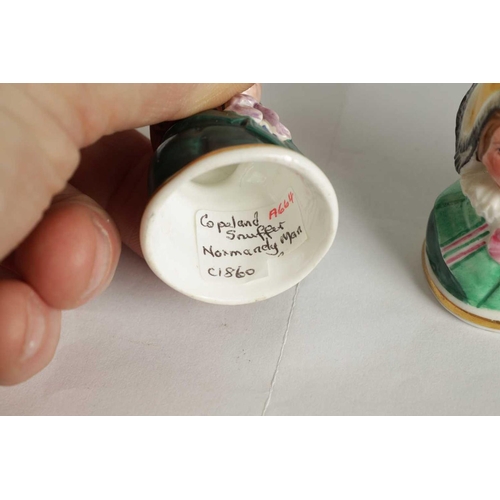 Copeland A664
Snuffer
Normandy Man
C1860